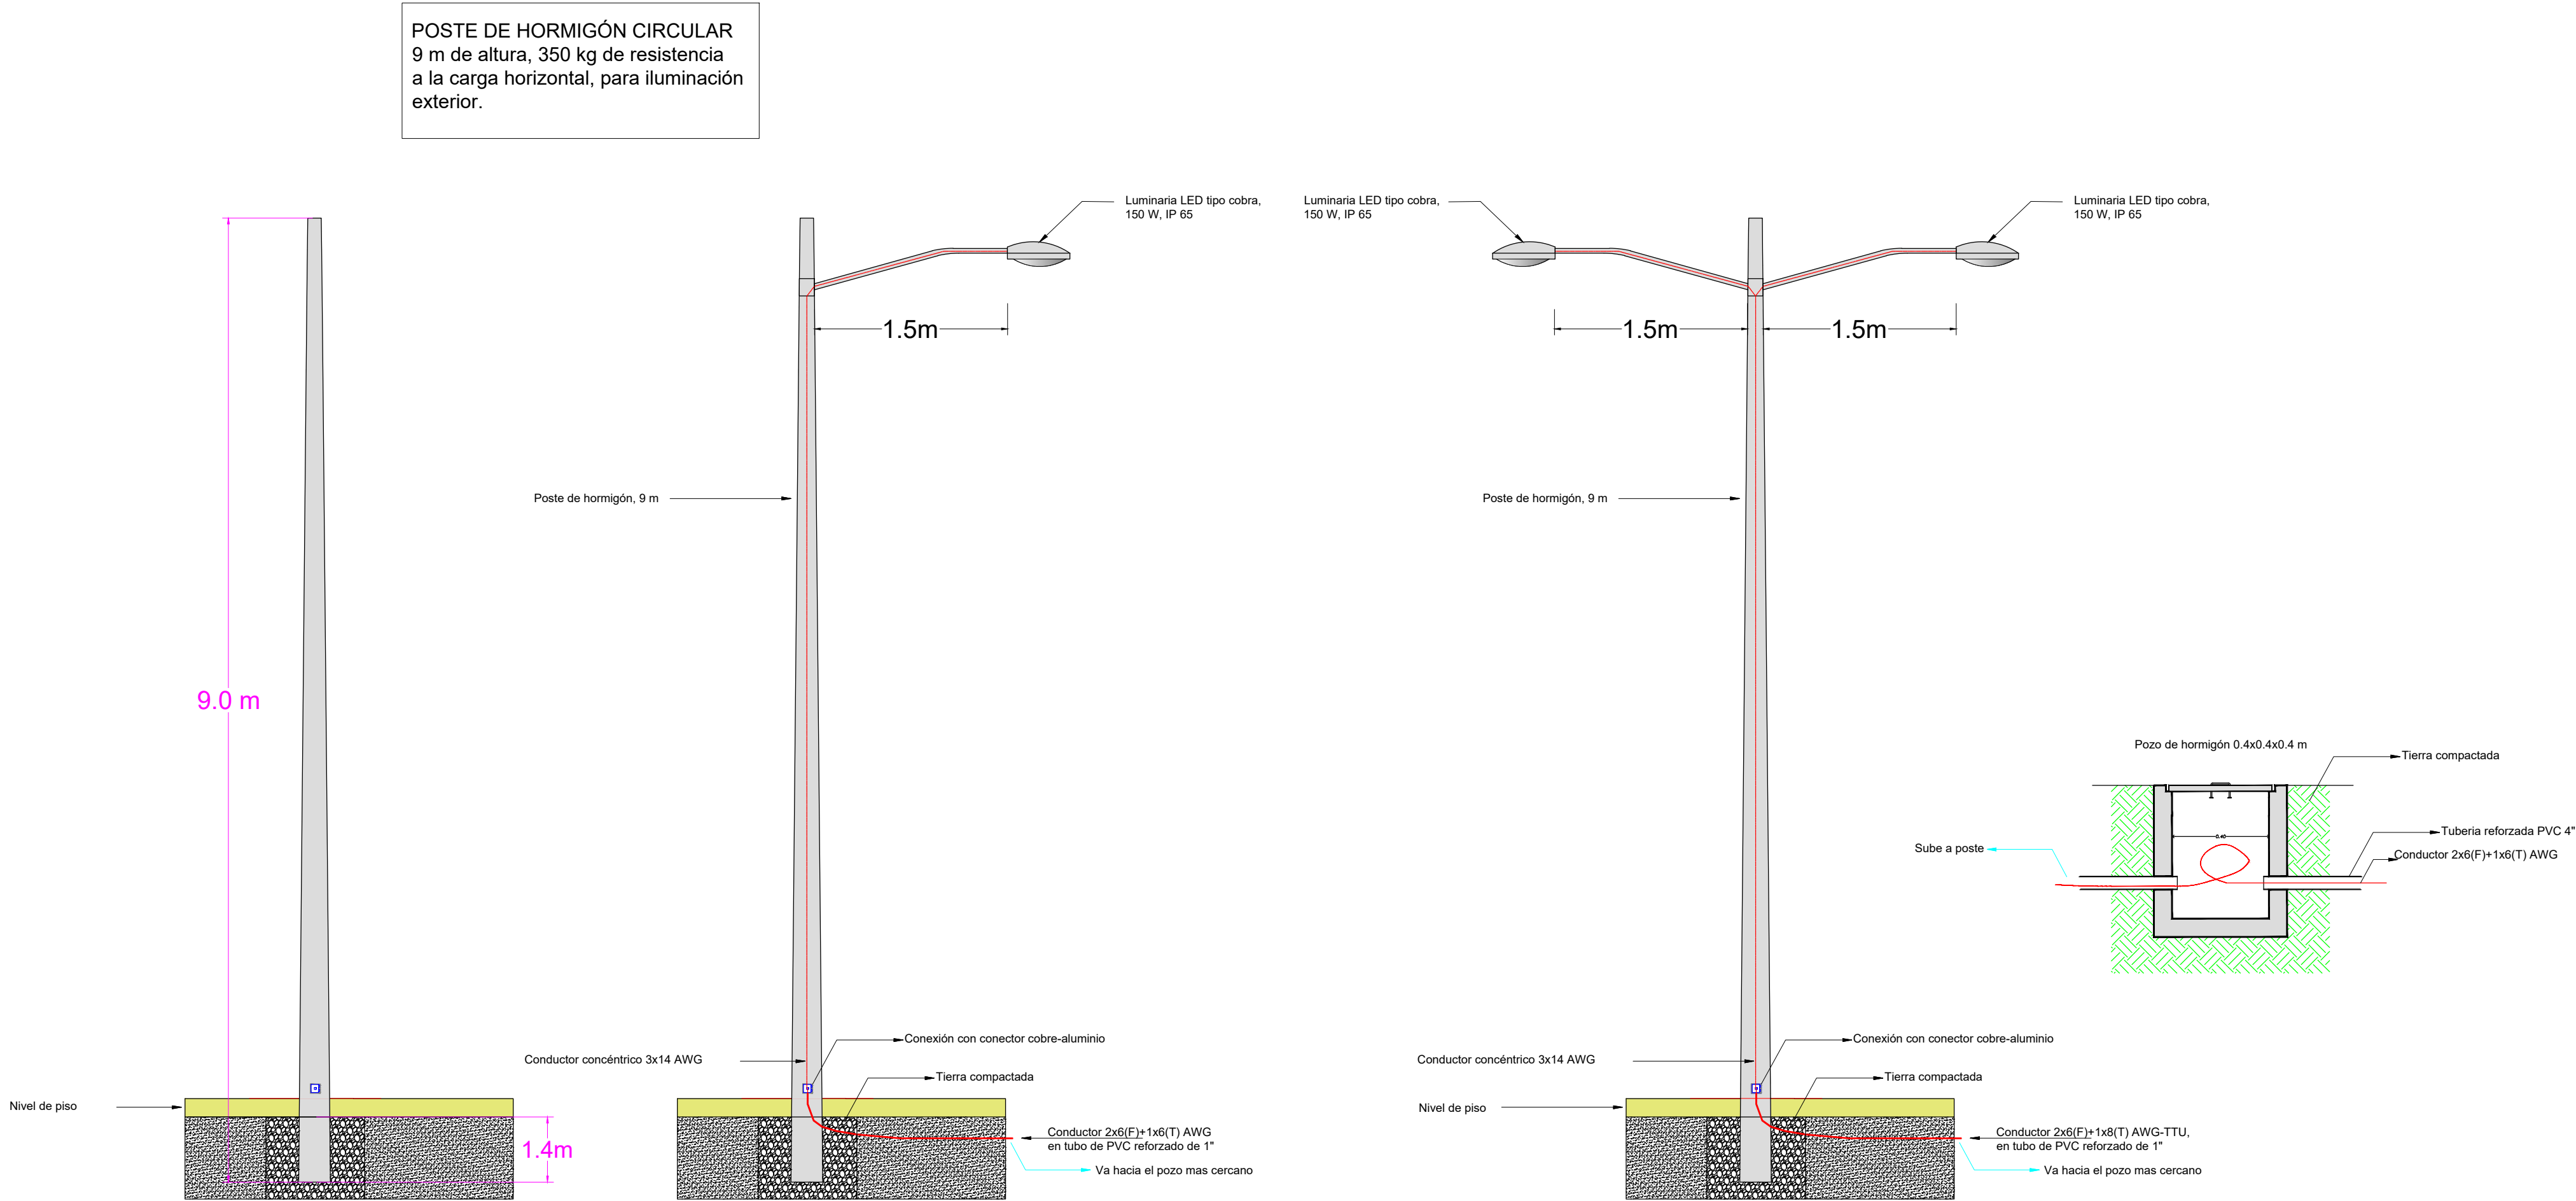 POSTE DE HORMIGÓN CIRCULAR
9 m de altura, 350 kg de resistencia
a la carga horizontal, para iluminación
exterior.
9.0 m
Nivel de piso
1.4m
Luminaria LED tipo cobra,
150 W, IP 65
1.5m
Poste de hormigón, 9 m
Conexión con conector cobre-aluminio
Conductor concéntrico 3x14 AWG
Tierra compactada
Conductor 2x6(F)+1x6(T) AWG
en tubo de PVC reforzado de 1"
Va hacia el pozo mas cercano
Luminaria LED tipo cobra,
150 W, IP 65
Luminaria LED tipo cobra,
150 W, IP 65
1.5m
1.5m
Poste de hormigón, 9 m
Conexión con conector cobre-aluminio
Conductor concéntrico 3x14 AWG
Tierra compactada
Nivel de piso
Conductor 2x6(F)+1x8(T) AWG-TTU,
en tubo de PVC reforzado de 1"
Va hacia el pozo mas cercano
Pozo de hormigón 0.4x0.4x0.4 m
Tierra compactada
0.40
Tuberia reforzada PVC 4"
Sube a poste
Conductor 2x6(F)+1x6(T) AWG